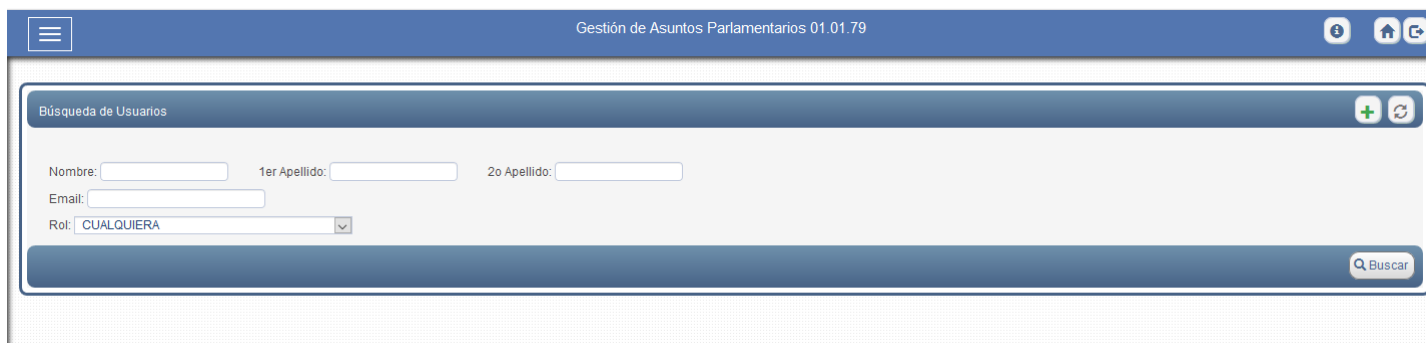 Gestión de Asuntos Parlamentarios 01.01.79
Búsqueda de Usuarios
Nombre: 1er Apellido: 2o Apellido:
Email:
Rol: CUALQUIERA
Buscar